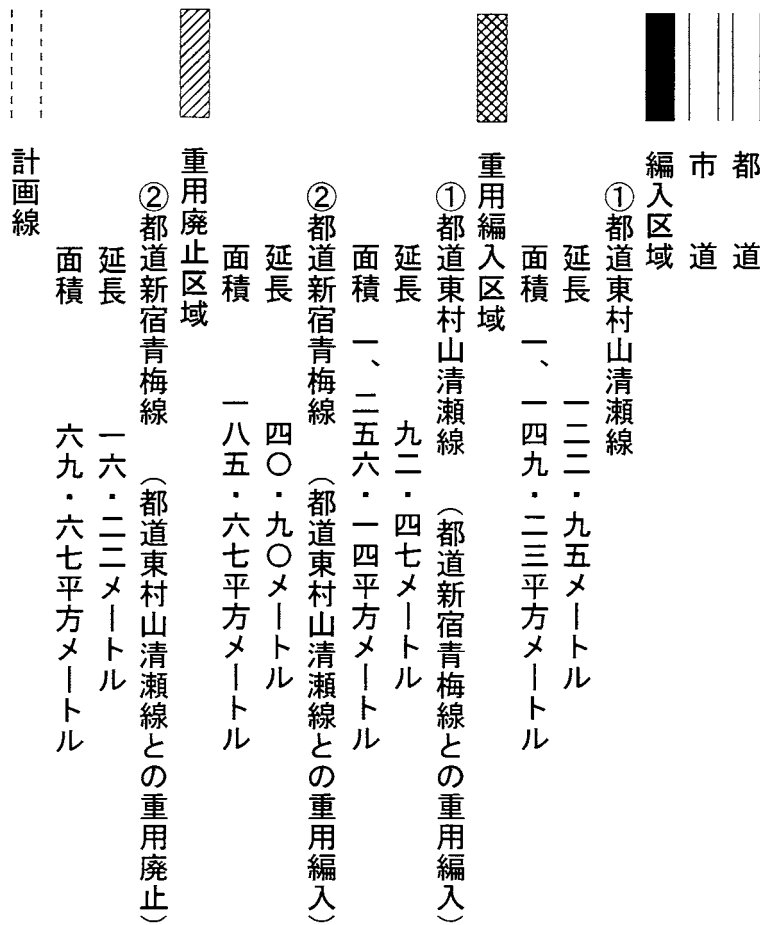 都道
市道
編入区域
①都道東村山清瀬線
延長 一二二・九五メートル
面積 一、一四九・二三平方メートル
重用編入区域
①都道東村山清瀬線 （都道新宿青梅線との重用編入）
延長 九二・四七メートル
面積 一、二五六・一四平方メートル
②都道新宿青梅線 （都道東村山清瀬線との重用編入）
延長 四〇・九〇メートル
面積 一八五・六七平方メートル
重用廃止区域
②都道新宿青梅線 （都道東村山清瀬線との重用廃止）
延長 一六・二二メートル
面積 六九・六七平方メートル
計画線